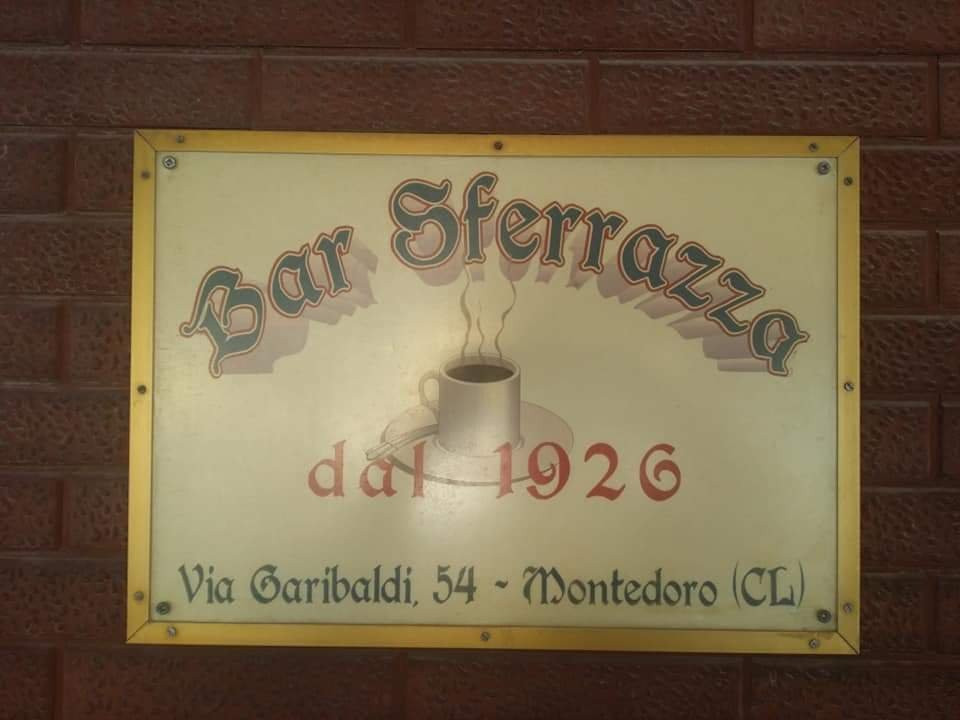 Bar Sferrazza
dal 1926
Via Garibaldi, 54 - Montedoro (CL)